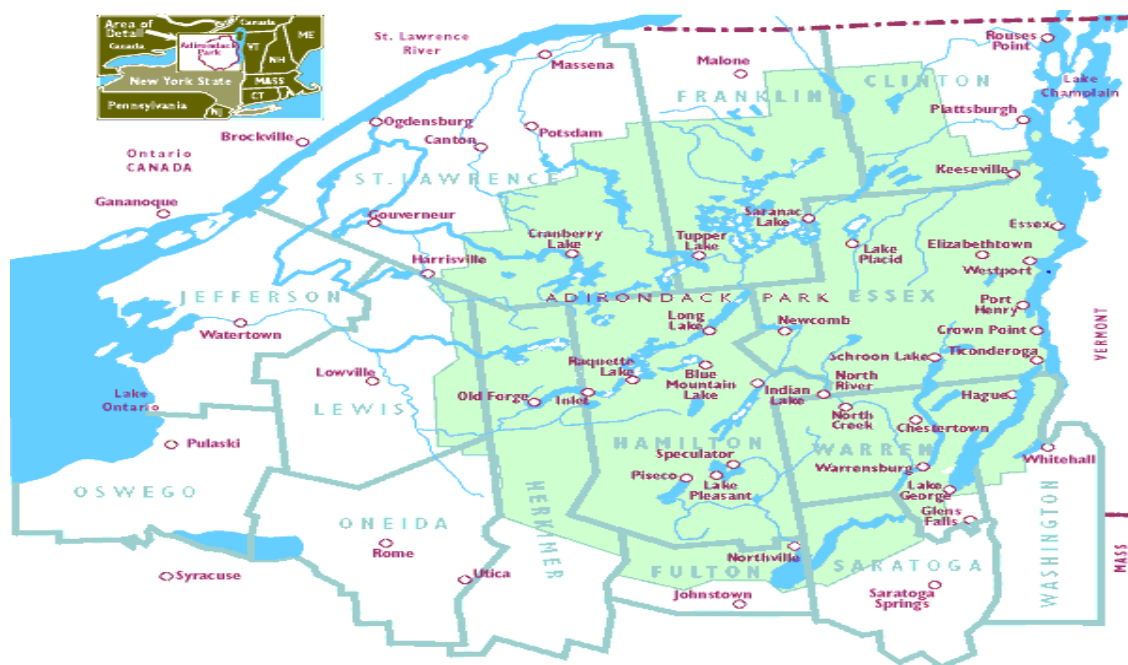 Area of
Detail
Canada
Canada
Adirondack
Park
VT
ME
NH
New York State
MASS
CT
Pennsylvania
NJ
St. Lawrence
River
Massena
Malone
Rouses
Point
CLINTON
FRANKLIN
Lake
Champlain
Plattsburgh
Ogdensburg
Brockville
Canton
Potsdam
Ontario
CANADA
ST. LAWRENCE
Keeseville
Gananoque
Gouverneur
Saranac
Lake
Essex
Cranberry
Lake
Tupper
Lake
Lake
Placid
Elizabethtown
Westport
Harrisville
JEFFERSON
ADIRONDACK PARK
ESSEX
Port
Henry
Watertown
Long
Lake
Newcomb
Crown Point
VERMONT
Raquette
Lake
Schroon Lake
Ticonderoga
Lowville
Blue
Mountain
Lake
Indian
Lake
North
River
Lake
Ontario
LEWIS
Old Forge
Inlet
Hague
North
Creek
Chestertown
Pulaski
HAMILTON
WARREN
Whitehall
Speculator
Piseco
Lake
Pleasant
Warrensburg
Lake
George
OSWEGO
HERKIMER
WASHINGTON
ONEIDA
Glens
Falls
Rome
Northville
MASS
Syracuse
Utica
FULTON
SARATOGA
Johnstown
Saratoga
Springs